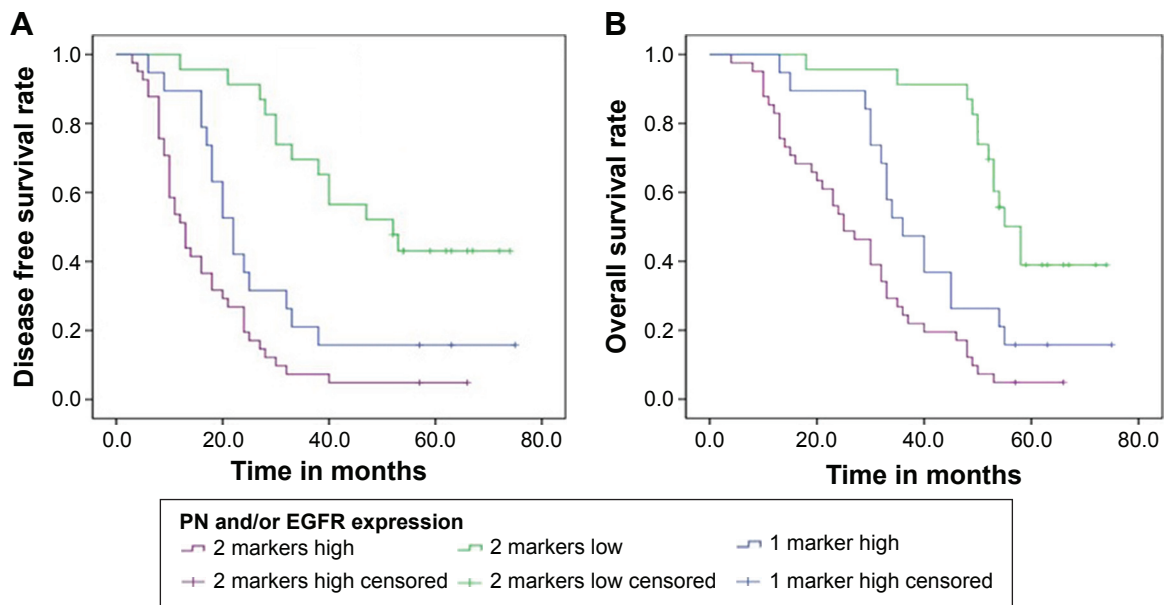 A
B
Disease free survival rate
1.0
0.8
0.6
0.4
0.2
0.0
0.0 20.0 40.0 60.0 80.0
Time in months
Overall survival rate
1.0
0.8
0.6
0.4
0.2
0.0
0.0 20.0 40.0 60.0 80.0
Time in months
PN and/or EGFR expression
2 markers high 2 markers low 1 marker high
2 markers high censored 2 markers low censored 1 marker high censored